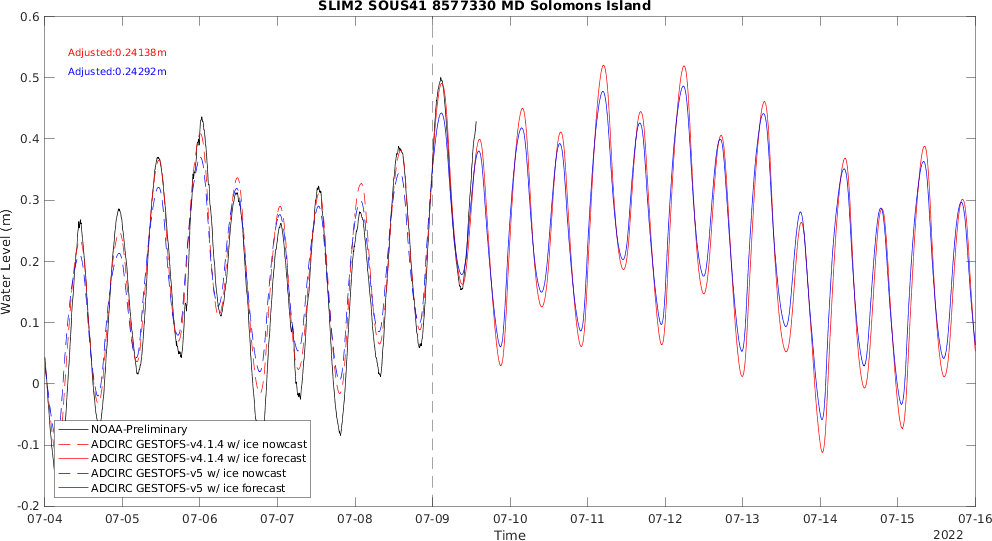 SLIM2 SOUS41 8577330 MD Solomons Island
0.6
Adjusted:0.24138m
Adjusted:0.24292m
0.5
0.4
0.3
0.2
0.1
0
-0.1
-0.2
Water Level (m)
NOAA-Preliminary
ADCIRC GESTOFS-v4.1.4 w/ ice nowcast
ADCIRC GESTOFS-v4.1.4 w/ ice forecast
ADCIRC GESTOFS-v5 w/ ice nowcast
ADCIRC GESTOFS-v5 w/ ice forecast
07-04 07-05 07-06 07-07 07-08 07-09 07-10 07-11 07-12 07-13 07-14 07-15 07-16
Time
2022